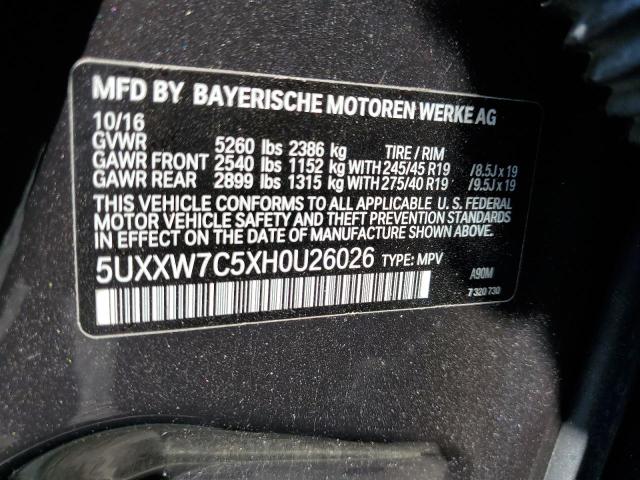 MFD BY BAYERISCHE MOTOREN WERKE AG
10/16
GVWR 5260 lbs 2386 kg TIRE / RIM
GAWR FRONT 2540 lbs 1152 kg WITH 245/45 R19 /8.5J x 19
GAWR REAR 2899 lbs 1315 kg WITH 275/40 R19 /9.5J x 19
THIS VEHICLE CONFORMS TO ALL APPLICABLE U. S. FEDERAL
MOTOR VEHICLE SAFETY AND THEFT PREVENTION STANDARDS
IN EFFECT ON THE DATE OF MANUFACTURE SHOWN ABOVE.
5UXXW7C5XH0U26026 TYPE: MPV
A90M
7 320 730